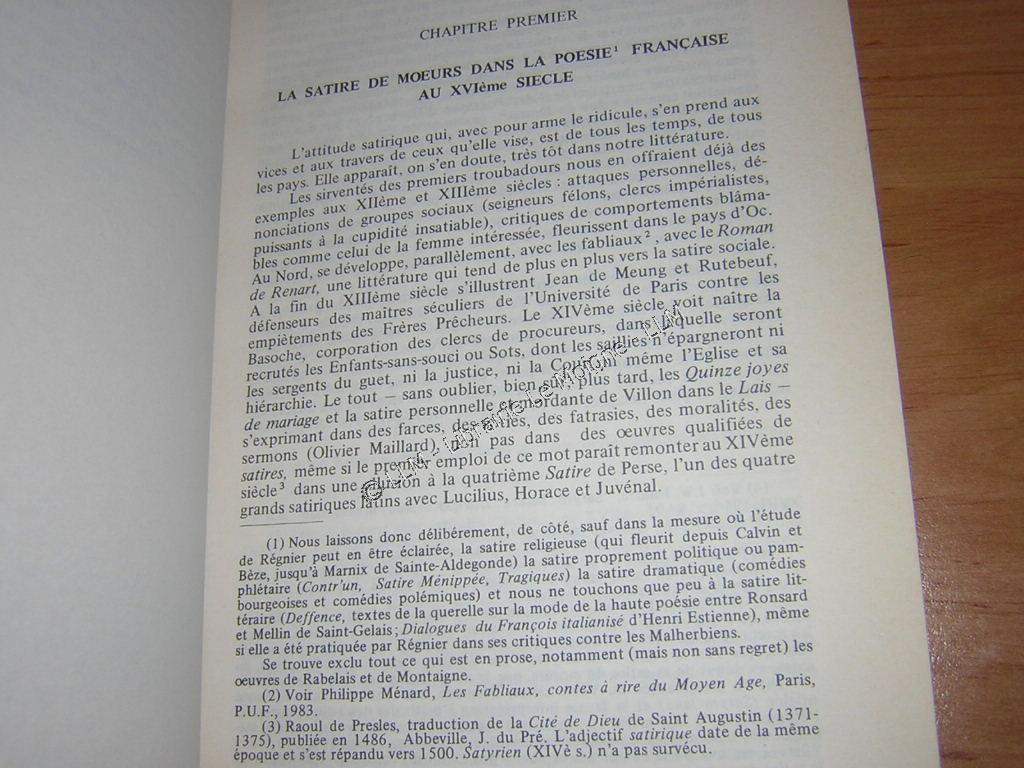 CHAPITRE PREMIER
LA SATIRE DE MOEURS DANS LA POESIE¹ FRANÇAISE
AU XVIème SIECLE
L'attitude satirique qui, avec pour arme le ridicule, s'en prend aux
vices et aux travers de ceux qu'elle vise, est de tous les temps, de tous
les pays. Elle apparaît, on s'en doute, très tôt dans notre littérature.
Les sirventés des premiers troubadours nous en offraient déjà des
exemples aux XIIème et XIIIème siècles : attaques personnelles, dé-
nonciations de groupes sociaux (seigneurs félons, clercs impérialistes,
puissants à la cupidité insatiable), critiques de comportements blâma-
bles comme celui de la femme intéressée, fleurissent dans le pays d'Oc.
Au Nord, se développe, parallèlement, avec les fabliaux², avec le Roman
de Renart, une littérature qui tend de plus en plus vers la satire sociale.
A la fin du XIIIème siècle s'illustrent Jean de Meung et Rutebeuf,
défenseurs des maîtres séculiers de l'Université de Paris contre les
empiètements des Frères Prêcheurs. Le XIVème siècle voit naître la
Basoche, corporation des clercs de procureurs, dans laquelle seront
recrutés les Enfants-sans-souci ou Sots, dont les saillies n'épargneront ni
les sergents du guet, ni la justice, ni la Cour, ni même l'Eglise et sa
hiérarchie. Le tout — sans oublier, bien sûr, plus tard, les Quinze joyes
de mariage et la satire personnelle et mordante de Villon dans le Lais —
s'exprimant dans des farces, des soties, des fatrasies, des moralités, des
sermons (Olivier Maillard), non pas dans des œuvres qualifiées de
satires, même si le premier emploi de ce mot paraît remonter au XIVème
siècle³ dans une allusion à la quatrième Satire de Perse, l'un des quatre
grands satiriques latins avec Lucilius, Horace et Juvénal.
(1) Nous laissons donc délibérément, de côté, sauf dans la mesure où l'étude
de Régnier peut en être éclairée, la satire religieuse (qui fleurit depuis Calvin et
Bèze, jusqu'à Marnix de Sainte-Aldegonde) la satire proprement politique ou pam-
phlétaire (Contr'un, Satire Ménippée, Tragiques) la satire dramatique (comédies
bourgeoises et comédies polémiques) et nous ne touchons que peu à la satire lit-
téraire (Deffence, textes de la querelle sur la mode de la haute poésie entre Ronsard
et Mellin de Saint-Gelais ; Dialogues du François italianisé d'Henri Estienne), même
si elle a été pratiquée par Régnier dans ses critiques contre les Malherbiens.
Se trouve exclu tout ce qui est en prose, notamment (mais non sans regret) les
œuvres de Rabelais et de Montaigne.
(2) Voir Philippe Ménard, Les Fabliaux, contes à rire du Moyen Age, Paris,
P.U.F., 1983.
(3) Raoul de Presles, traduction de la Cité de Dieu de Saint Augustin (1371-
1375), publiée en 1486, Abbeville, J. du Pré. L'adjectif satirique date de la même
époque et s'est répandu vers 1500. Satyrien (XIVè s.) n'a pas survécu.
© LLM - Librairie Le Moigne - LLM